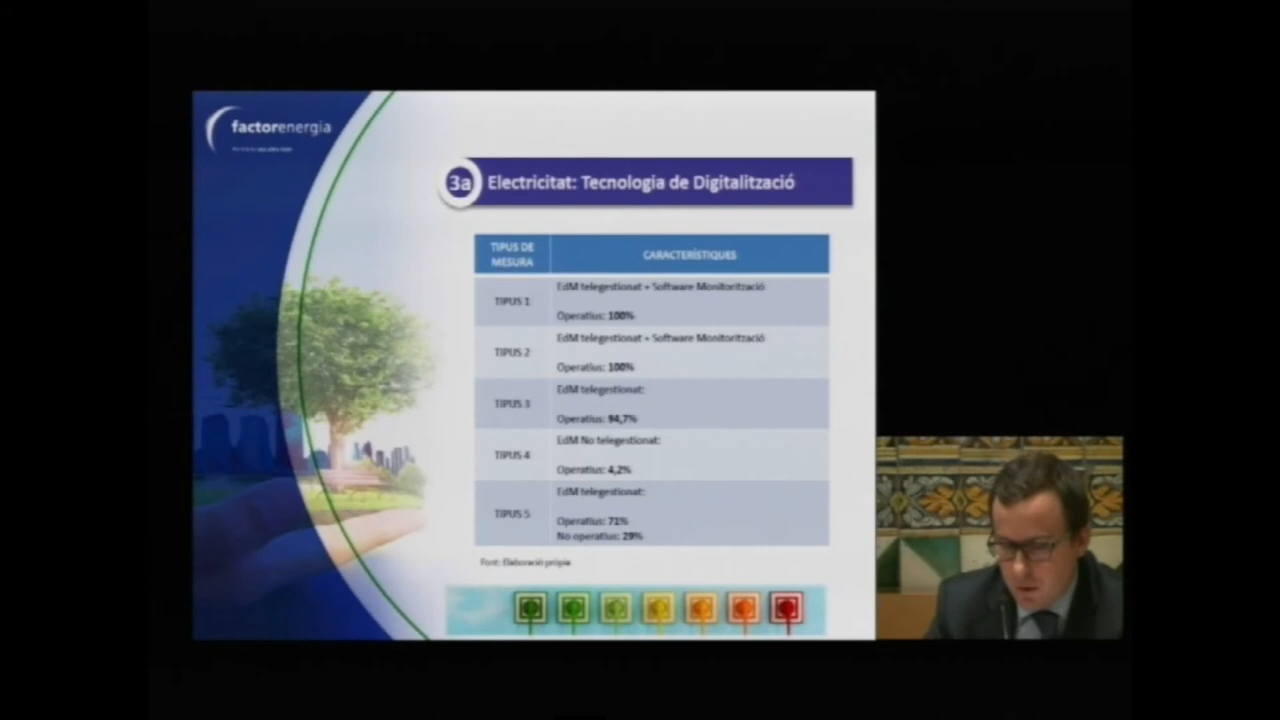 factorenergia
3a Electricitat: Tecnologia de Digitalització
TIPUS DE
MESURA
CARACTERÍSTIQUES
TIPUS 1
EdM telegestionat + Software Monitorització
Operatius: 100%
TIPUS 2
EdM telegestionat + Software Monitorització
Operatius: 100%
TIPUS 3
EdM telegestionat:
Operatius: 94,7%
TIPUS 4
EdM No telegestionat:
Operatius: 4,2%
TIPUS 5
EdM telegestionat:
Operatius: 71%
No operatius: 29%
Font: Elaboració pròpia